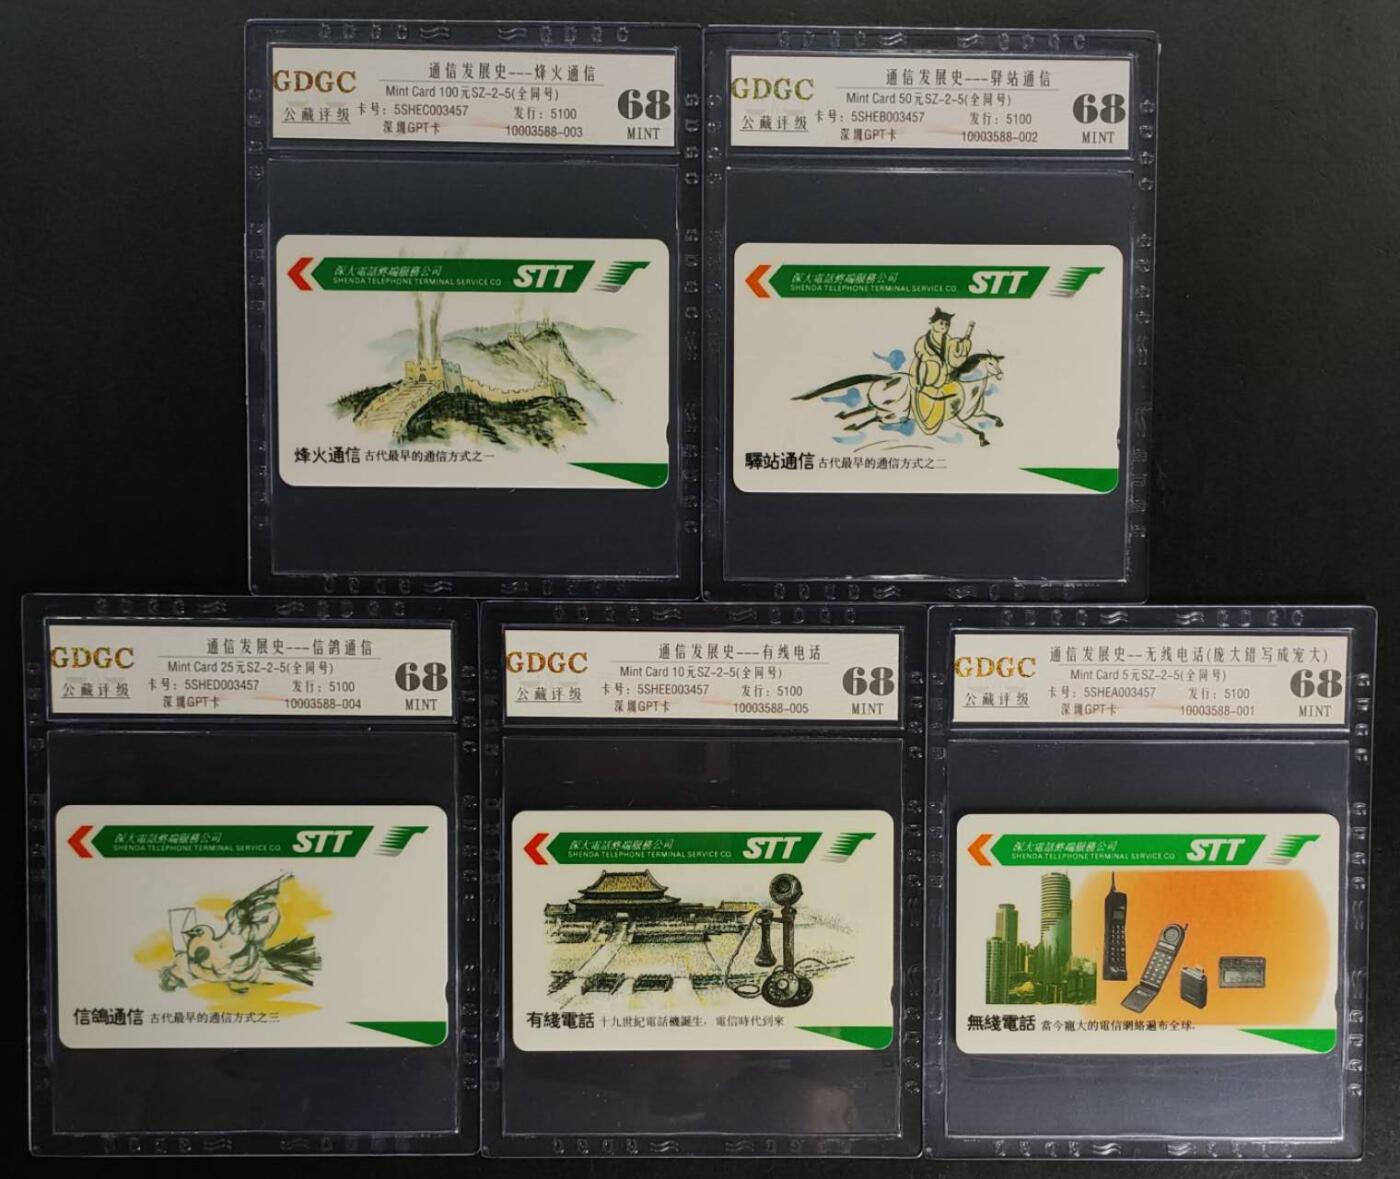 GDGC
公藏评级
通信发展史---烽火通信
Mint Card 100元SZ-2-5(全同号)
卡号：5SHEC003457 发行：5100
深圳GPT卡 10003588-003
68
MINT
深大電話終端服務公司
SHENDA TELEPHONE TERMINAL SERVICE CO.
STT
烽火通信 古代最早的通信方式之一
GDGC
公藏评级
通信发展史---驿站通信
Mint Card 50元SZ-2-5(全同号)
卡号：5SHEB003457 发行：5100
深圳GPT卡 10003588-002
68
MINT
深大電話終端服務公司
SHENDA TELEPHONE TERMINAL SERVICE CO.
STT
驛站通信 古代最早的通信方式之二
GDGC
公藏评级
通信发展史---信鸽通信
Mint Card 25元SZ-2-5(全同号)
卡号：5SHED003457 发行：5100
深圳GPT卡 10003588-004
68
MINT
深大電話終端服務公司
SHENDA TELEPHONE TERMINAL SERVICE CO.
STT
信鴿通信 古代最早的通信方式之三
GDGC
公藏评级
通信发展史---有线电话
Mint Card 10元SZ-2-5(全同号)
卡号：5SHEE003457 发行：5100
深圳GPT卡 10003588-005
68
MINT
深大電話終端服務公司
SHENDA TELEPHONE TERMINAL SERVICE CO.
STT
有綫電話 十九世紀電話機誕生，電信時代到來
GDGC
公藏评级
通信发展史--无线电话(庞大错写成宠大)
Mint Card 5元SZ-2-5(全同号)
卡号：5SHEA003457 发行：5100
深圳GPT卡 10003588-001
68
MINT
深大電話終端服務公司
SHENDA TELEPHONE TERMINAL SERVICE CO.
STT
無綫電話 當今寵大的電信網絡遍布全球.